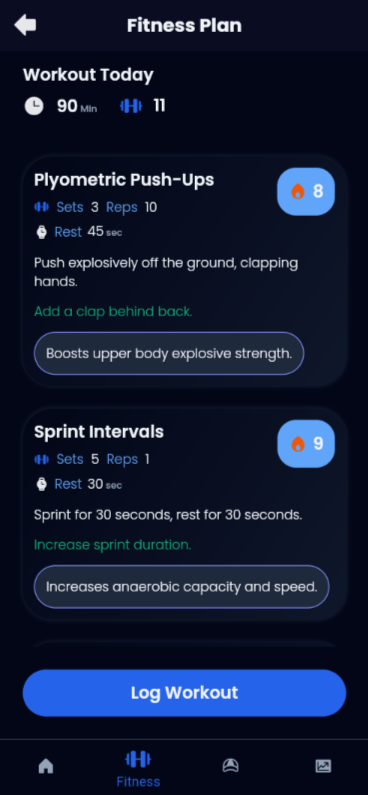 Fitness Plan
Workout Today
90 Min 11
Plyometric Push-Ups
8
Sets 3 Reps 10
Rest 45 sec
Push explosively off the ground, clapping
hands.
Add a clap behind back.
Boosts upper body explosive strength.
Sprint Intervals
9
Sets 5 Reps 1
Rest 30 sec
Sprint for 30 seconds, rest for 30 seconds.
Increase sprint duration.
Increases anaerobic capacity and speed.
Log Workout
Fitness